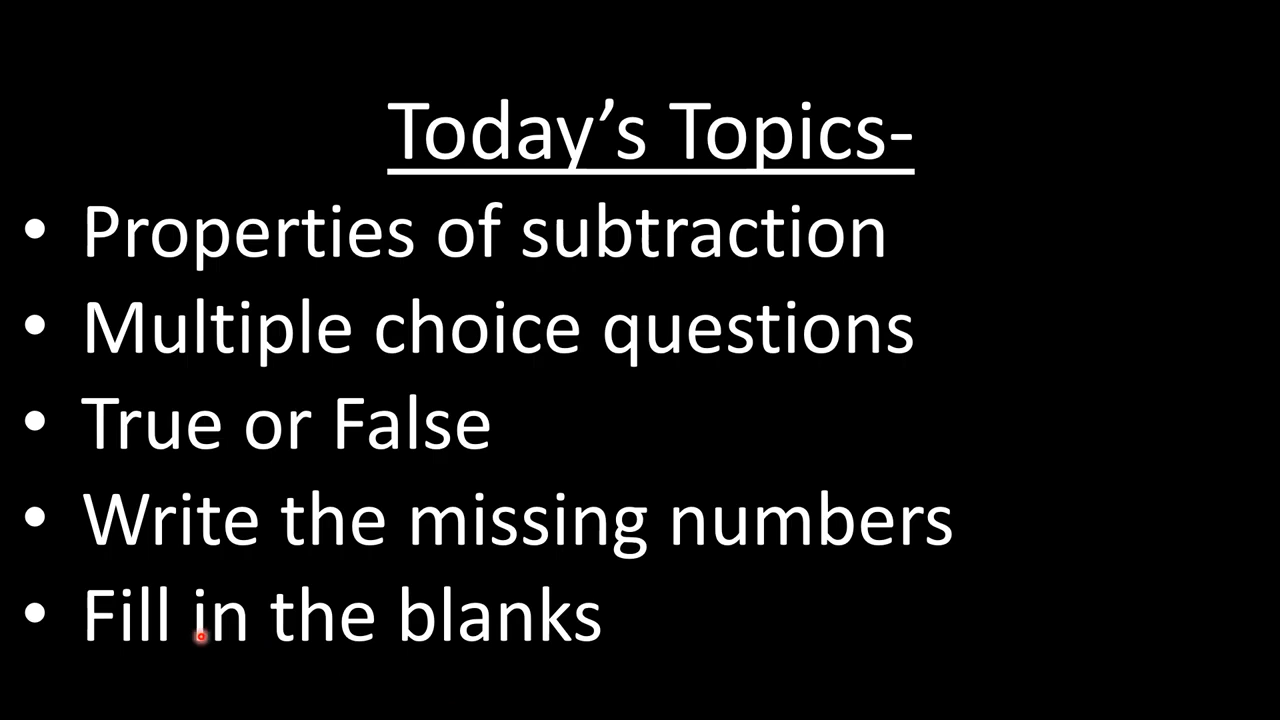 Today’s Topics-
• Properties of subtraction
• Multiple choice questions
• True or False
• Write the missing numbers
• Fill in the blanks